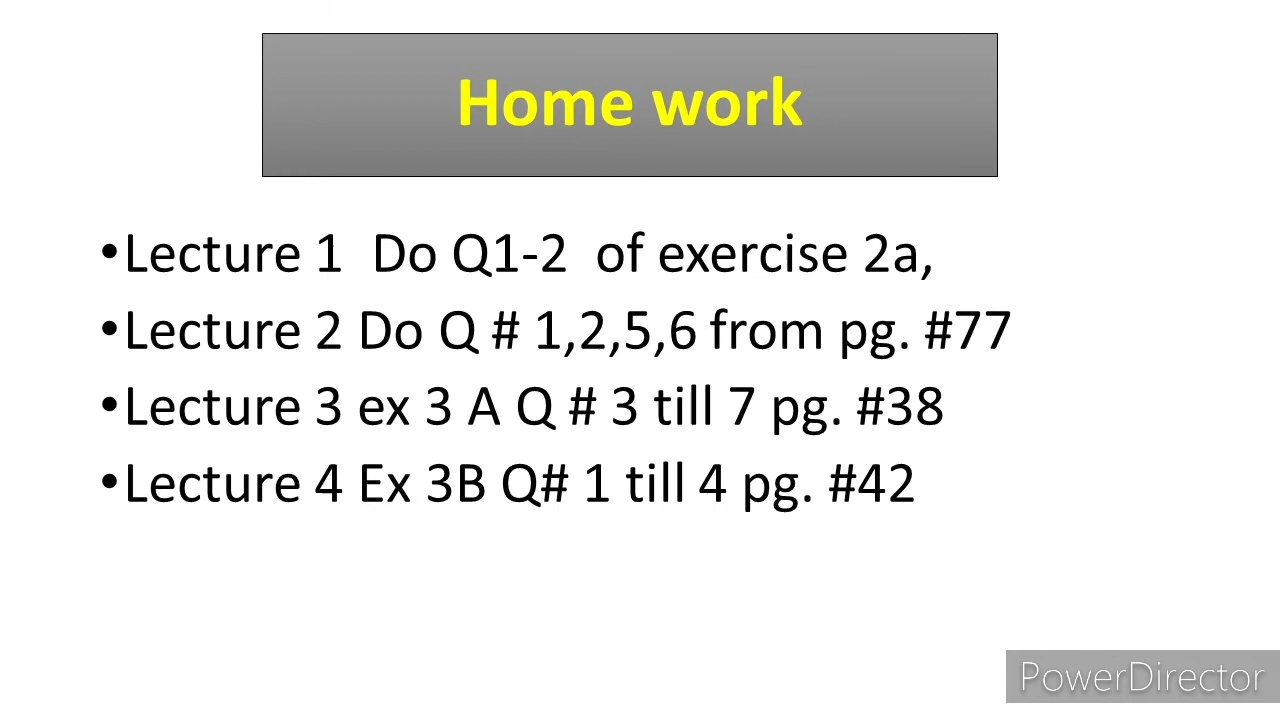 Home work
•Lecture 1  Do Q1-2  of exercise 2a,
•Lecture 2 Do Q # 1,2,5,6 from pg. #77
•Lecture 3 ex 3 A Q # 3 till 7 pg. #38
•Lecture 4 Ex 3B Q# 1 till 4 pg. #42
PowerDirector